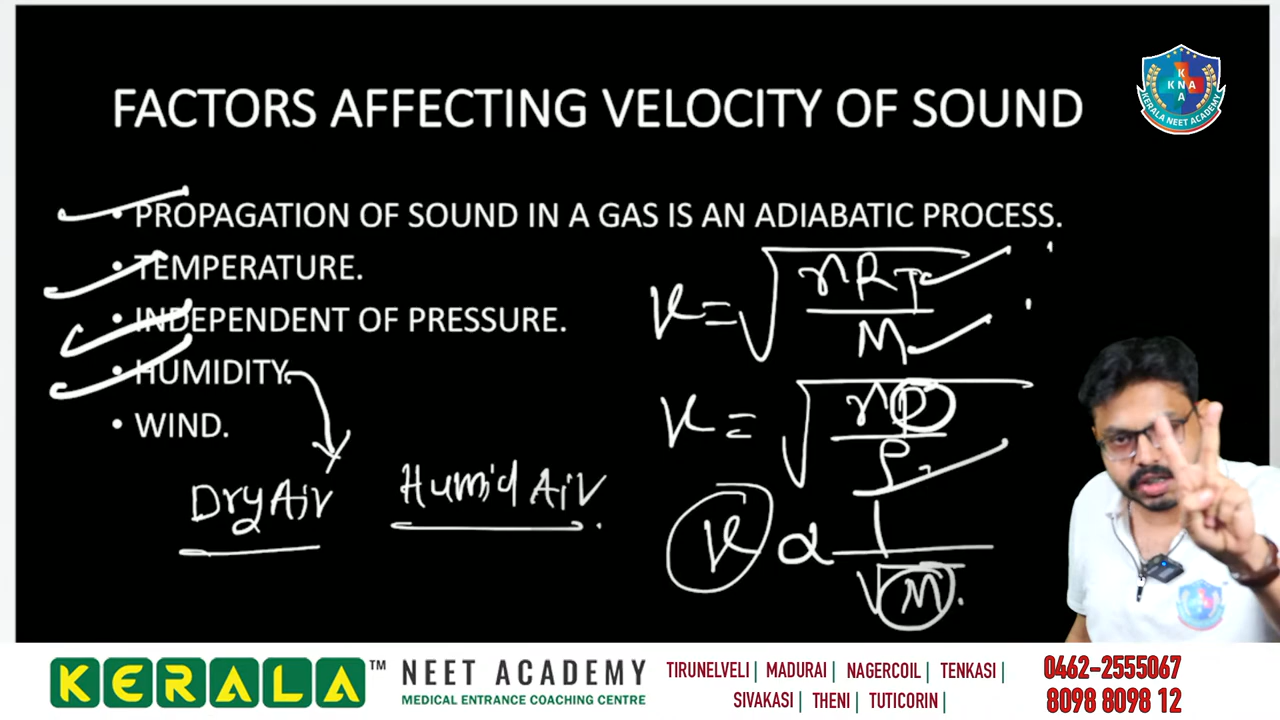 FACTORS AFFECTING VELOCITY OF SOUND
• PROPAGATION OF SOUND IN A GAS IS AN ADIABATIC PROCESS.
• TEMPERATURE.
• INDEPENDENT OF PRESSURE.
• HUMIDITY.
• WIND.
Dry Air
Humid Air
v = √(γRT/M)
v = √(γP/ρ)
v ∝ 1/√M.
K
K N A
A
KERALA NEET ACADEMY
KERALA™ NEET ACADEMY
MEDICAL ENTRANCE COACHING CENTRE
TIRUNELVELI | MADURAI | NAGERCOIL | TENKASI |
SIVAKASI | THENI | TUTICORIN |
0462-2555067
8098 8098 12